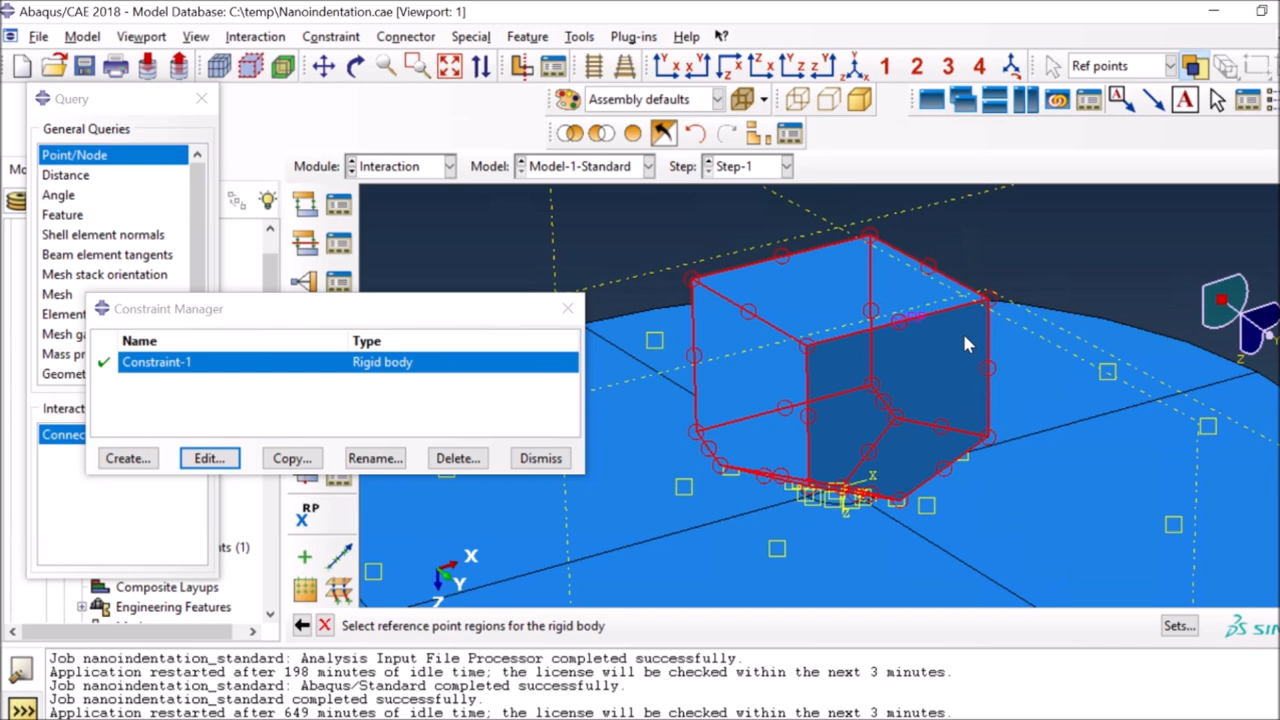 Abaqus/CAE 2018 - Model Database: C:\temp\Nanoindentation.cae [Viewport: 1]
File Model Viewport View Interaction Constraint Connector Special Feature Tools Plug-ins Help
1 2 3 4 Ref points
Query
Assembly defaults
General Queries
Point/Node
Module: Interaction Model: Model-1-Standard Step: Step-1
Distance
Angle
Feature
Shell element normals
Beam element tangents
Mesh stack orientation
Mesh
Constraint Manager
Name Type
Constraint-1 Rigid body
Create... Edit... Copy... Rename... Delete... Dismiss
RP
X
X
Z
Z
X
Y
Z
(1)
Composite Layups
Engineering Features
Select reference point regions for the rigid body
Sets...
Job nanoindentation_standard: Analysis Input File Processor completed successfully.
Application restarted after 198 minutes of idle time; the license will be checked within the next 3 minutes.
Job nanoindentation_standard: Abaqus/Standard completed successfully.
Job nanoindentation_standard completed successfully.
Application restarted after 649 minutes of idle time; the license will be checked within the next 3 minutes.